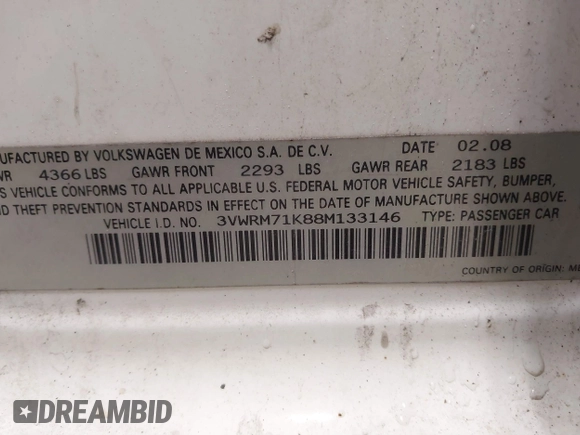 NUFACTURED BY VOLKSWAGEN DE MEXICO S.A. DE C.V. DATE 02.08
WR 4366 LBS GAWR FRONT 2293 LBS GAWR REAR 2183 LBS
S VEHICLE CONFORMS TO ALL APPLICABLE U.S. FEDERAL MOTOR VEHICLE SAFETY, BUMPER,
D THEFT PREVENTION STANDARDS IN EFFECT ON THE DATE OF MANUFACTURE SHOWN ABOVE.
VEHICLE I.D. NO. 3VWRM71K88M133146 TYPE: PASSENGER CAR
COUNTRY OF ORIGIN: ME
DREAMBID